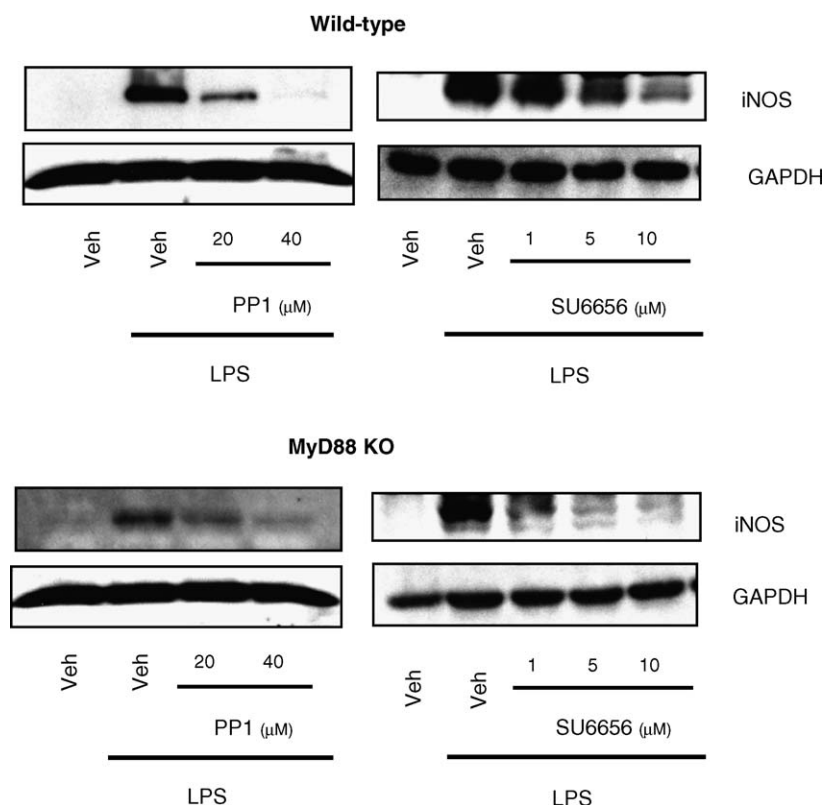 Wild-type
iNOS
GAPDH
Veh Veh 20 40 Veh Veh 1 5 10
PP1 (μM) SU6656 (μM)
LPS LPS
MyD88 KO
iNOS
GAPDH
Veh Veh 20 40 Veh Veh 1 5 10
PP1 (μM) SU6656 (μM)
LPS LPS